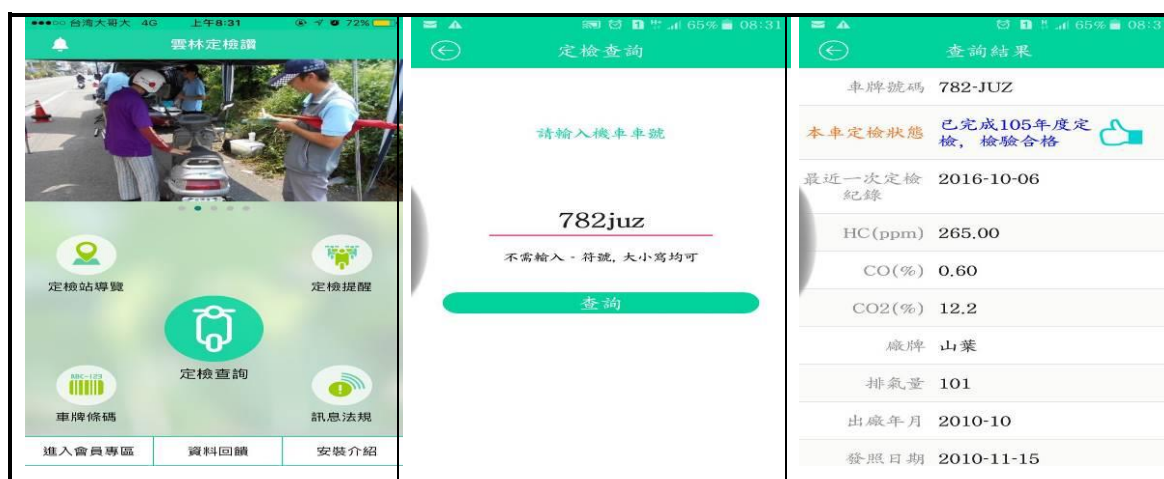 台湾大哥大 4G 上午8:31 72%
雲林定檢讚
定檢站導覽
定檢提醒
定檢查詢
ABC-123
車牌條碼
訊息法規
進入會員專區 資料回饋 安裝介紹
65% 08:31
定檢查詢
請輸入機車車號
782juz
不需輸入 - 符號, 大小寫均可
查詢
65% 08:31
查詢結果
車牌號碼 782-JUZ
本車定檢狀態 已完成105年度定
檢, 檢驗合格
最近一次定檢 2016-10-06
紀錄
HC(ppm) 265.00
CO(%) 0.60
CO2(%) 12.2
廠牌 山葉
排氣量 101
出廠年月 2010-10
發照日期 2010-11-15